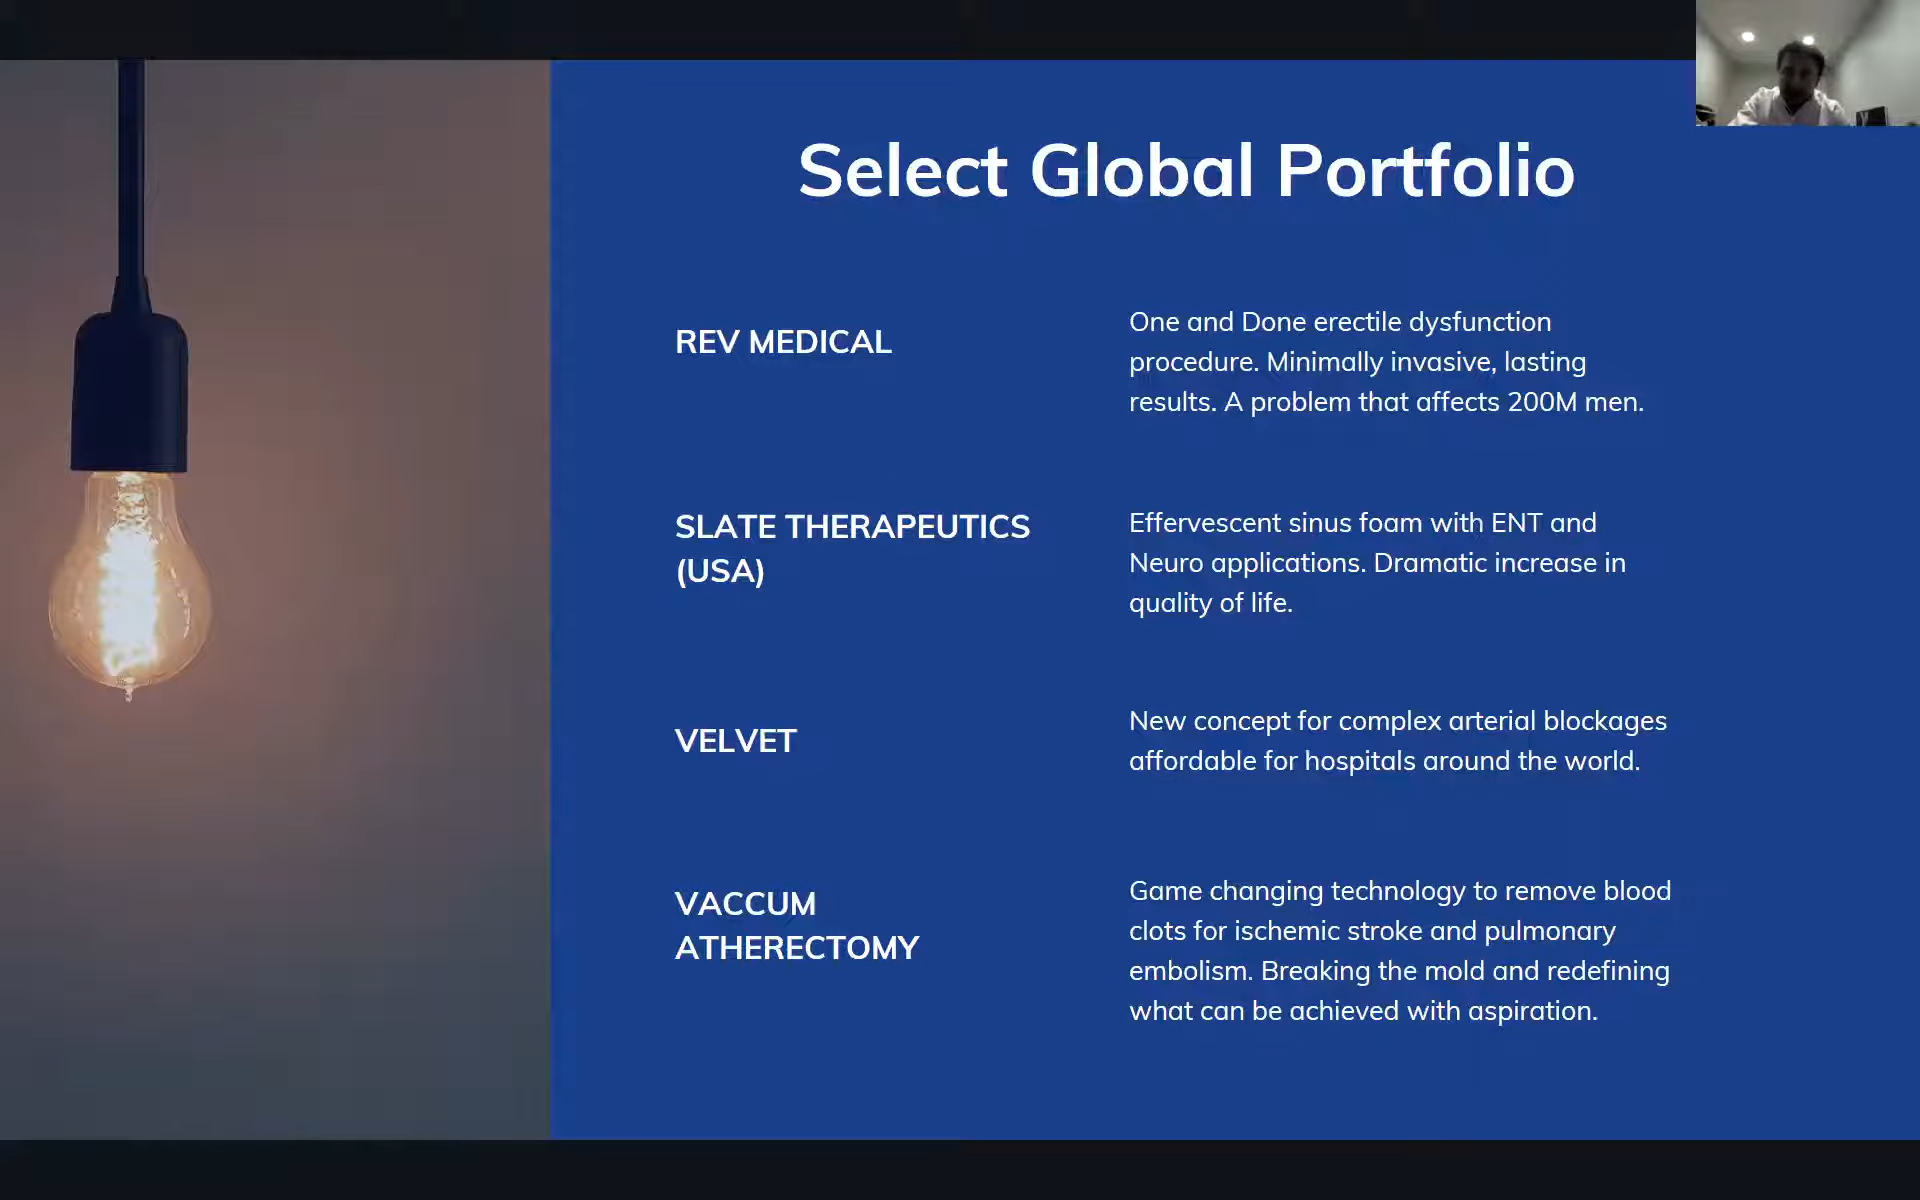 Select Global Portfolio
REV MEDICAL
One and Done erectile dysfunction
procedure. Minimally invasive, lasting
results. A problem that affects 200M men.
SLATE THERAPEUTICS
(USA)
Effervescent sinus foam with ENT and
Neuro applications. Dramatic increase in
quality of life.
VELVET
New concept for complex arterial blockages
affordable for hospitals around the world.
VACCUM
ATHERECTOMY
Game changing technology to remove blood
clots for ischemic stroke and pulmonary
embolism. Breaking the mold and redefining
what can be achieved with aspiration.